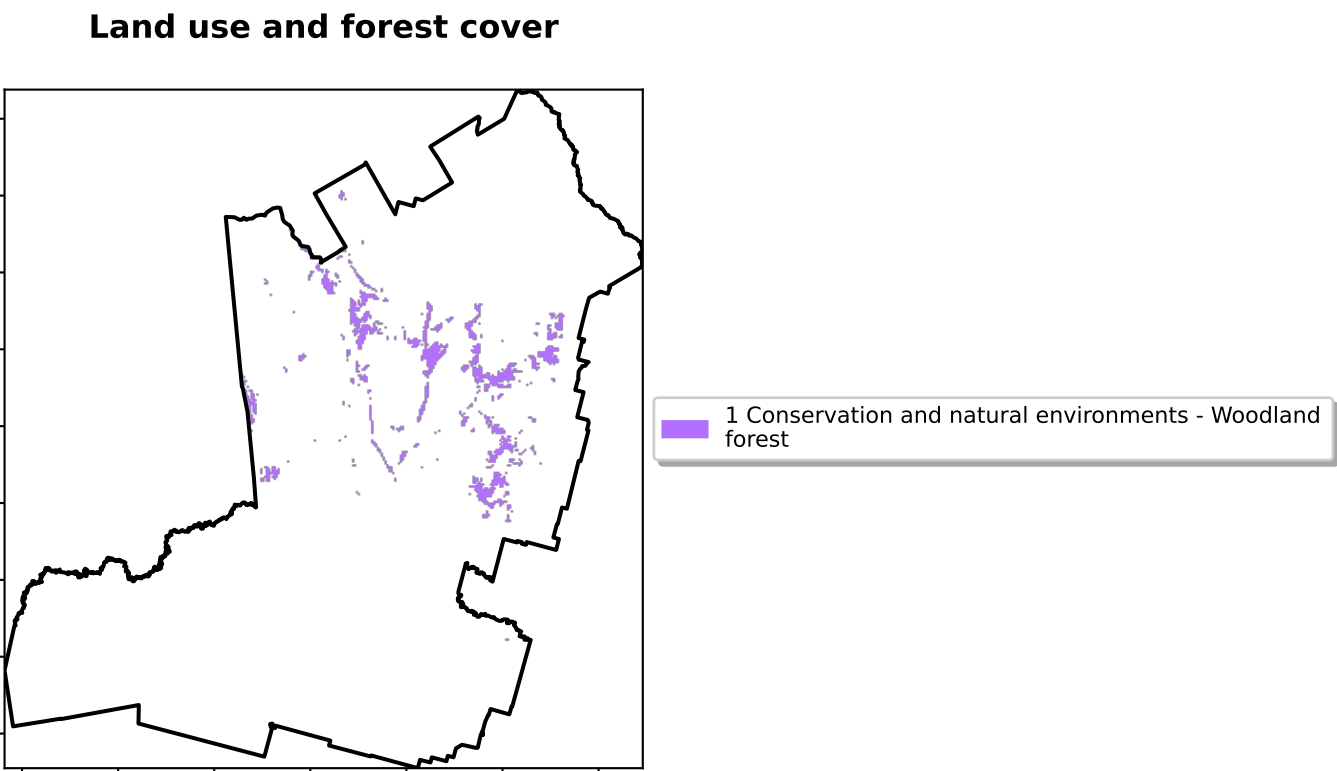 Land use and forest cover
1 Conservation and natural environments - Woodland
forest